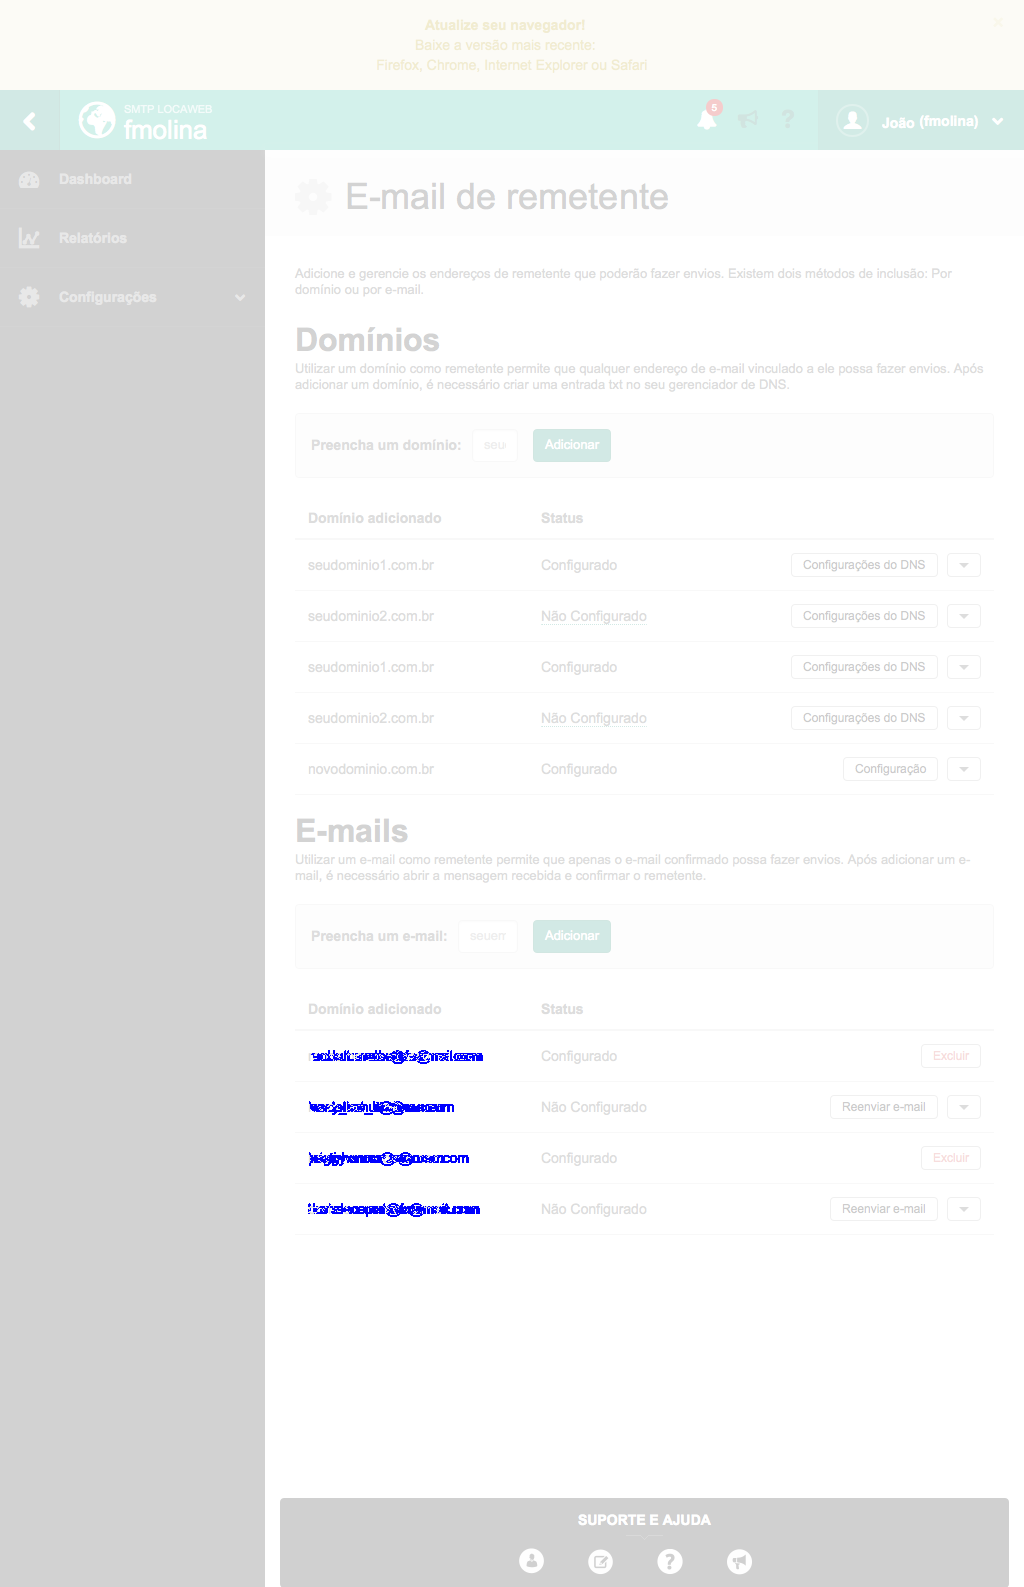 Atualize seu navegador!
Baixe a versão mais recente:
Firefox, Chrome, Internet Explorer ou Safari
SMTP LOCAWEB
fmolina
5
?
João (fmolina)
Dashboard
Relatórios
Configurações
E-mail de remetente
Adicione e gerencie os endereços de remetente que poderão fazer envios. Existem dois métodos de inclusão: Por
domínio ou por e-mail.
Domínios
Utilizar um domínio como remetente permite que qualquer endereço de e-mail vinculado a ele possa fazer envios. Após
adicionar um domínio, é necessário criar uma entrada txt no seu gerenciador de DNS.
Preencha um domínio: seu Adicionar
Domínio adicionado Status
seudominio1.com.br Configurado Configurações do DNS
seudominio2.com.br Não Configurado Configurações do DNS
seudominio1.com.br Configurado Configurações do DNS
seudominio2.com.br Não Configurado Configurações do DNS
novodominio.com.br Configurado Configuração
E-mails
Utilizar um e-mail como remetente permite que apenas o e-mail confirmado possa fazer envios. Após adicionar um e-
mail, é necessário abrir a mensagem recebida e confirmar o remetente.
Preencha um e-mail: Adicionar
Domínio adicionado Status
Configurado Excluir
Não Configurado Reenviar e-mail
Configurado Excluir
Não Configurado Reenviar e-mail
SUPORTE E AJUDA
?